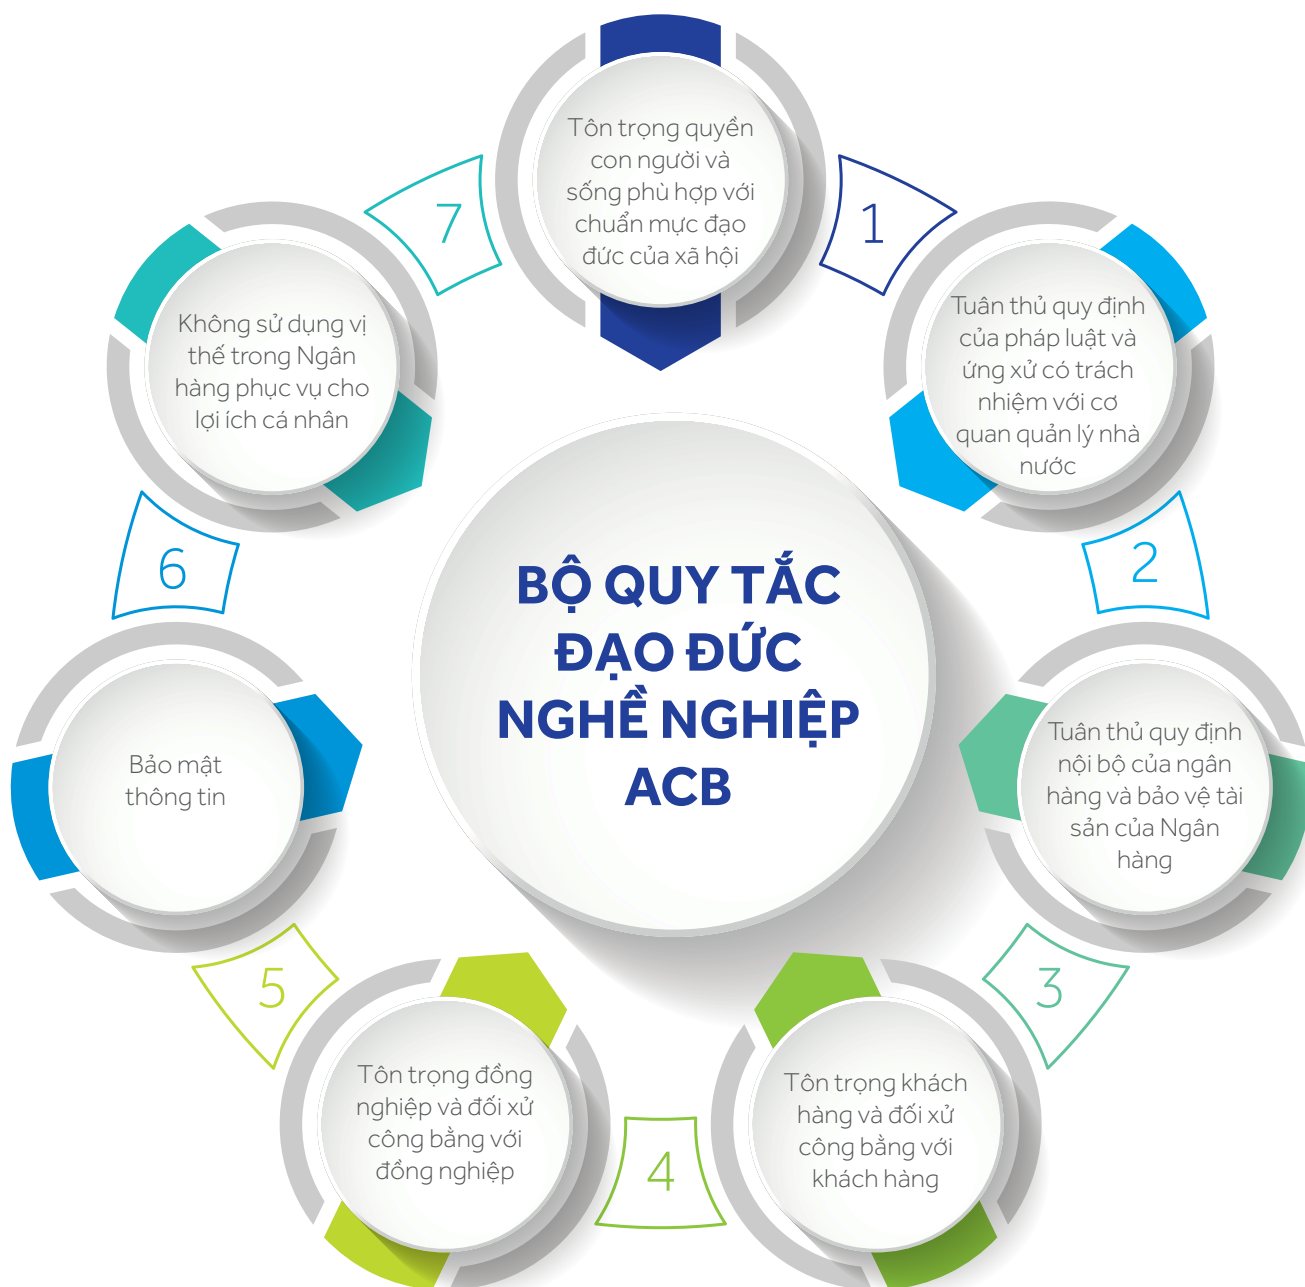 Tôn trọng quyền
con người và
sống phù hợp với
chuẩn mực đạo
đức của xã hội
1
Tuân thủ quy định
của pháp luật và
ứng xử có trách
nhiệm với cơ
quan quản lý nhà
nước
2
Tuân thủ quy định
nội bộ của ngân
hàng và bảo vệ tài
sản của Ngân
hàng
3
Tôn trọng khách
hàng và đối xử
công bằng với
khách hàng
4
Tôn trọng đồng
nghiệp và đối xử
công bằng với
đồng nghiệp
5
Bảo mật
thông tin
6
Không sử dụng vị
thế trong Ngân
hàng phục vụ cho
lợi ích cá nhân
7
BỘ QUY TẮC
ĐẠO ĐỨC
NGHỀ NGHIỆP
ACB